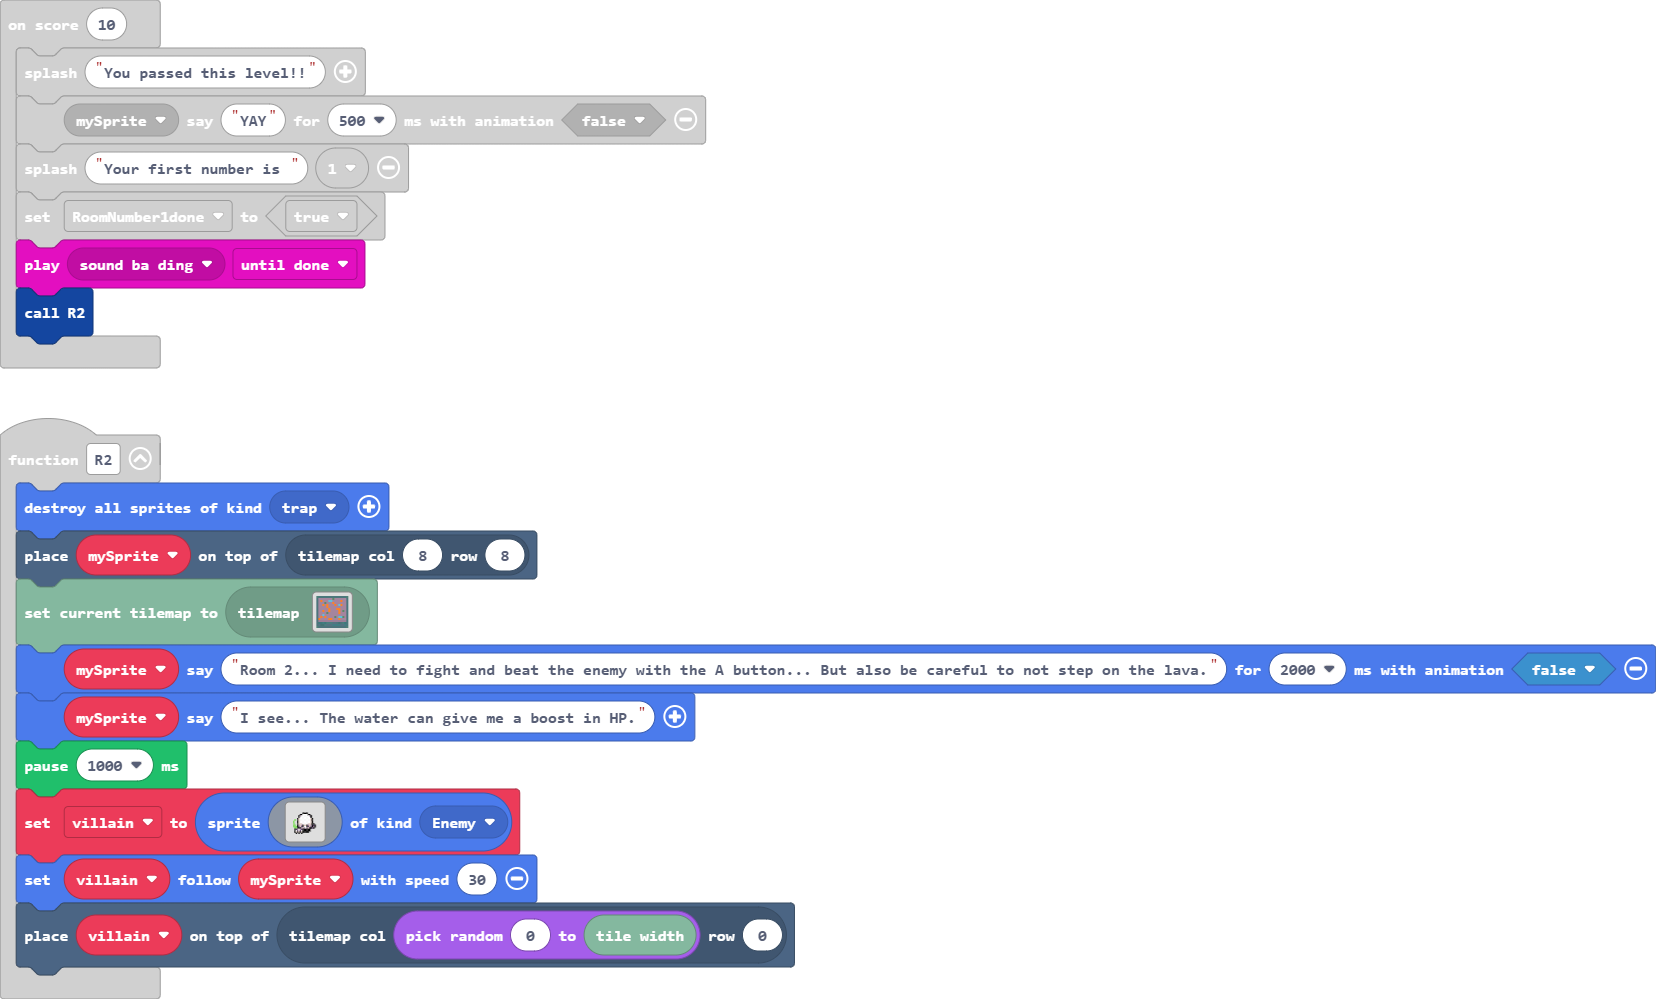 on score 10
splash "You passed this level!!"
mySprite say "YAY" for 500 ms with animation false
splash "Your first number is " 1
set RoomNumber1done to true
play sound ba ding until done
call R2
function R2
destroy all sprites of kind trap
place mySprite on top of tilemap col 8 row 8
set current tilemap to tilemap
mySprite say "Room 2... I need to fight and beat the enemy with the A button... But also be careful to not step on the lava." for 2000 ms with animation false
mySprite say "I see... The water can give me a boost in HP."
pause 1000 ms
set villain to sprite of kind Enemy
set villain follow mySprite with speed 30
place villain on top of tilemap col pick random 0 to tile width row 0